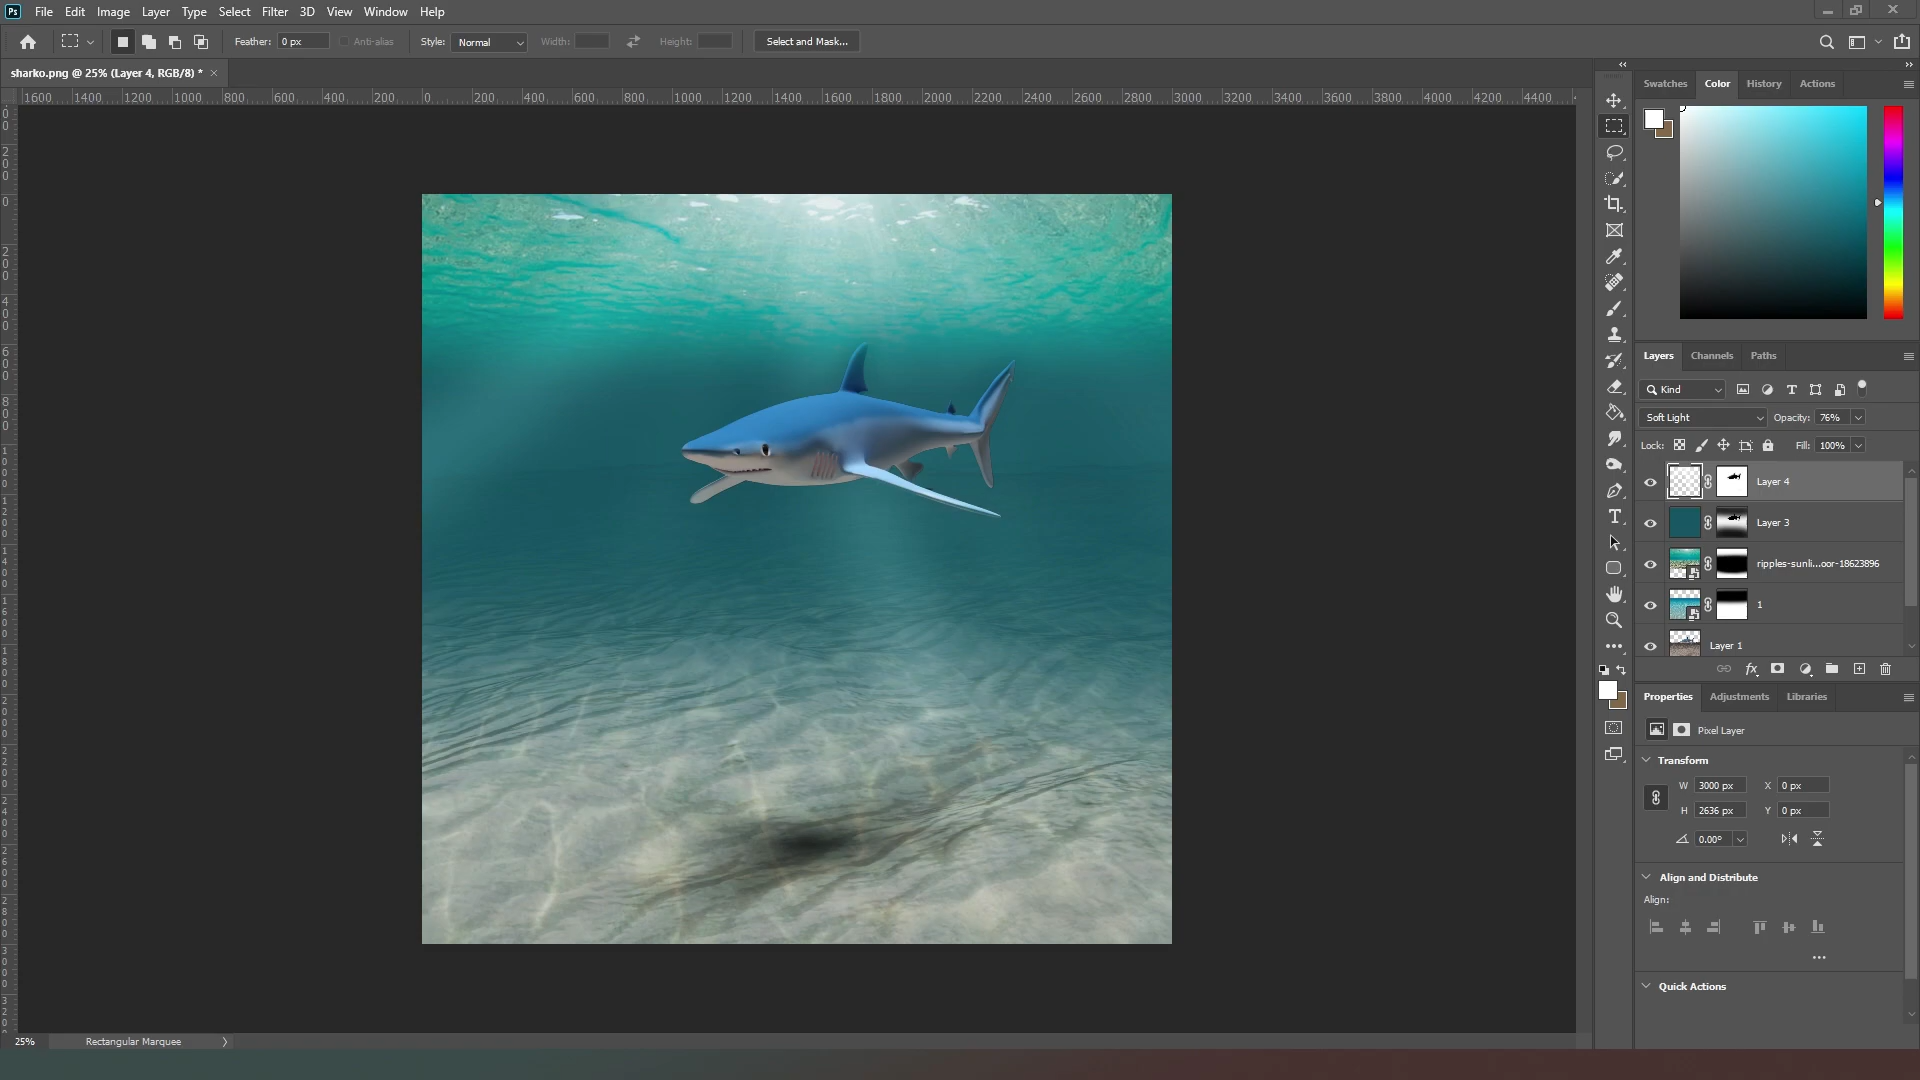 Ps File Edit Image Layer Type Select Filter 3D View Window Help
Feather: 0 px Anti-alias Style: Normal Width: Height: Select and Mask...
sharko.png @ 25% (Layer 4, RGB/8) *
1600 1400 1200 1000 800 600 400 200 0 200 400 600 800 1000 1200 1400 1600 1800 2000 2200 2400 2600 2800 3000 3200 3400 3600 3800 4000 4200 4400
Swatches Color History Actions
Layers Channels Paths
Kind
Soft Light Opacity: 76%
Lock: Fill: 100%
Layer 4
Layer 3
ripples-sunli...oor-18623896
1
Layer 1
fx
Properties Adjustments Libraries
Pixel Layer
Transform
W 3000 px X 0 px
H 2636 px Y 0 px
0.00°
Align and Distribute
Align:
Quick Actions
25% Rectangular Marquee